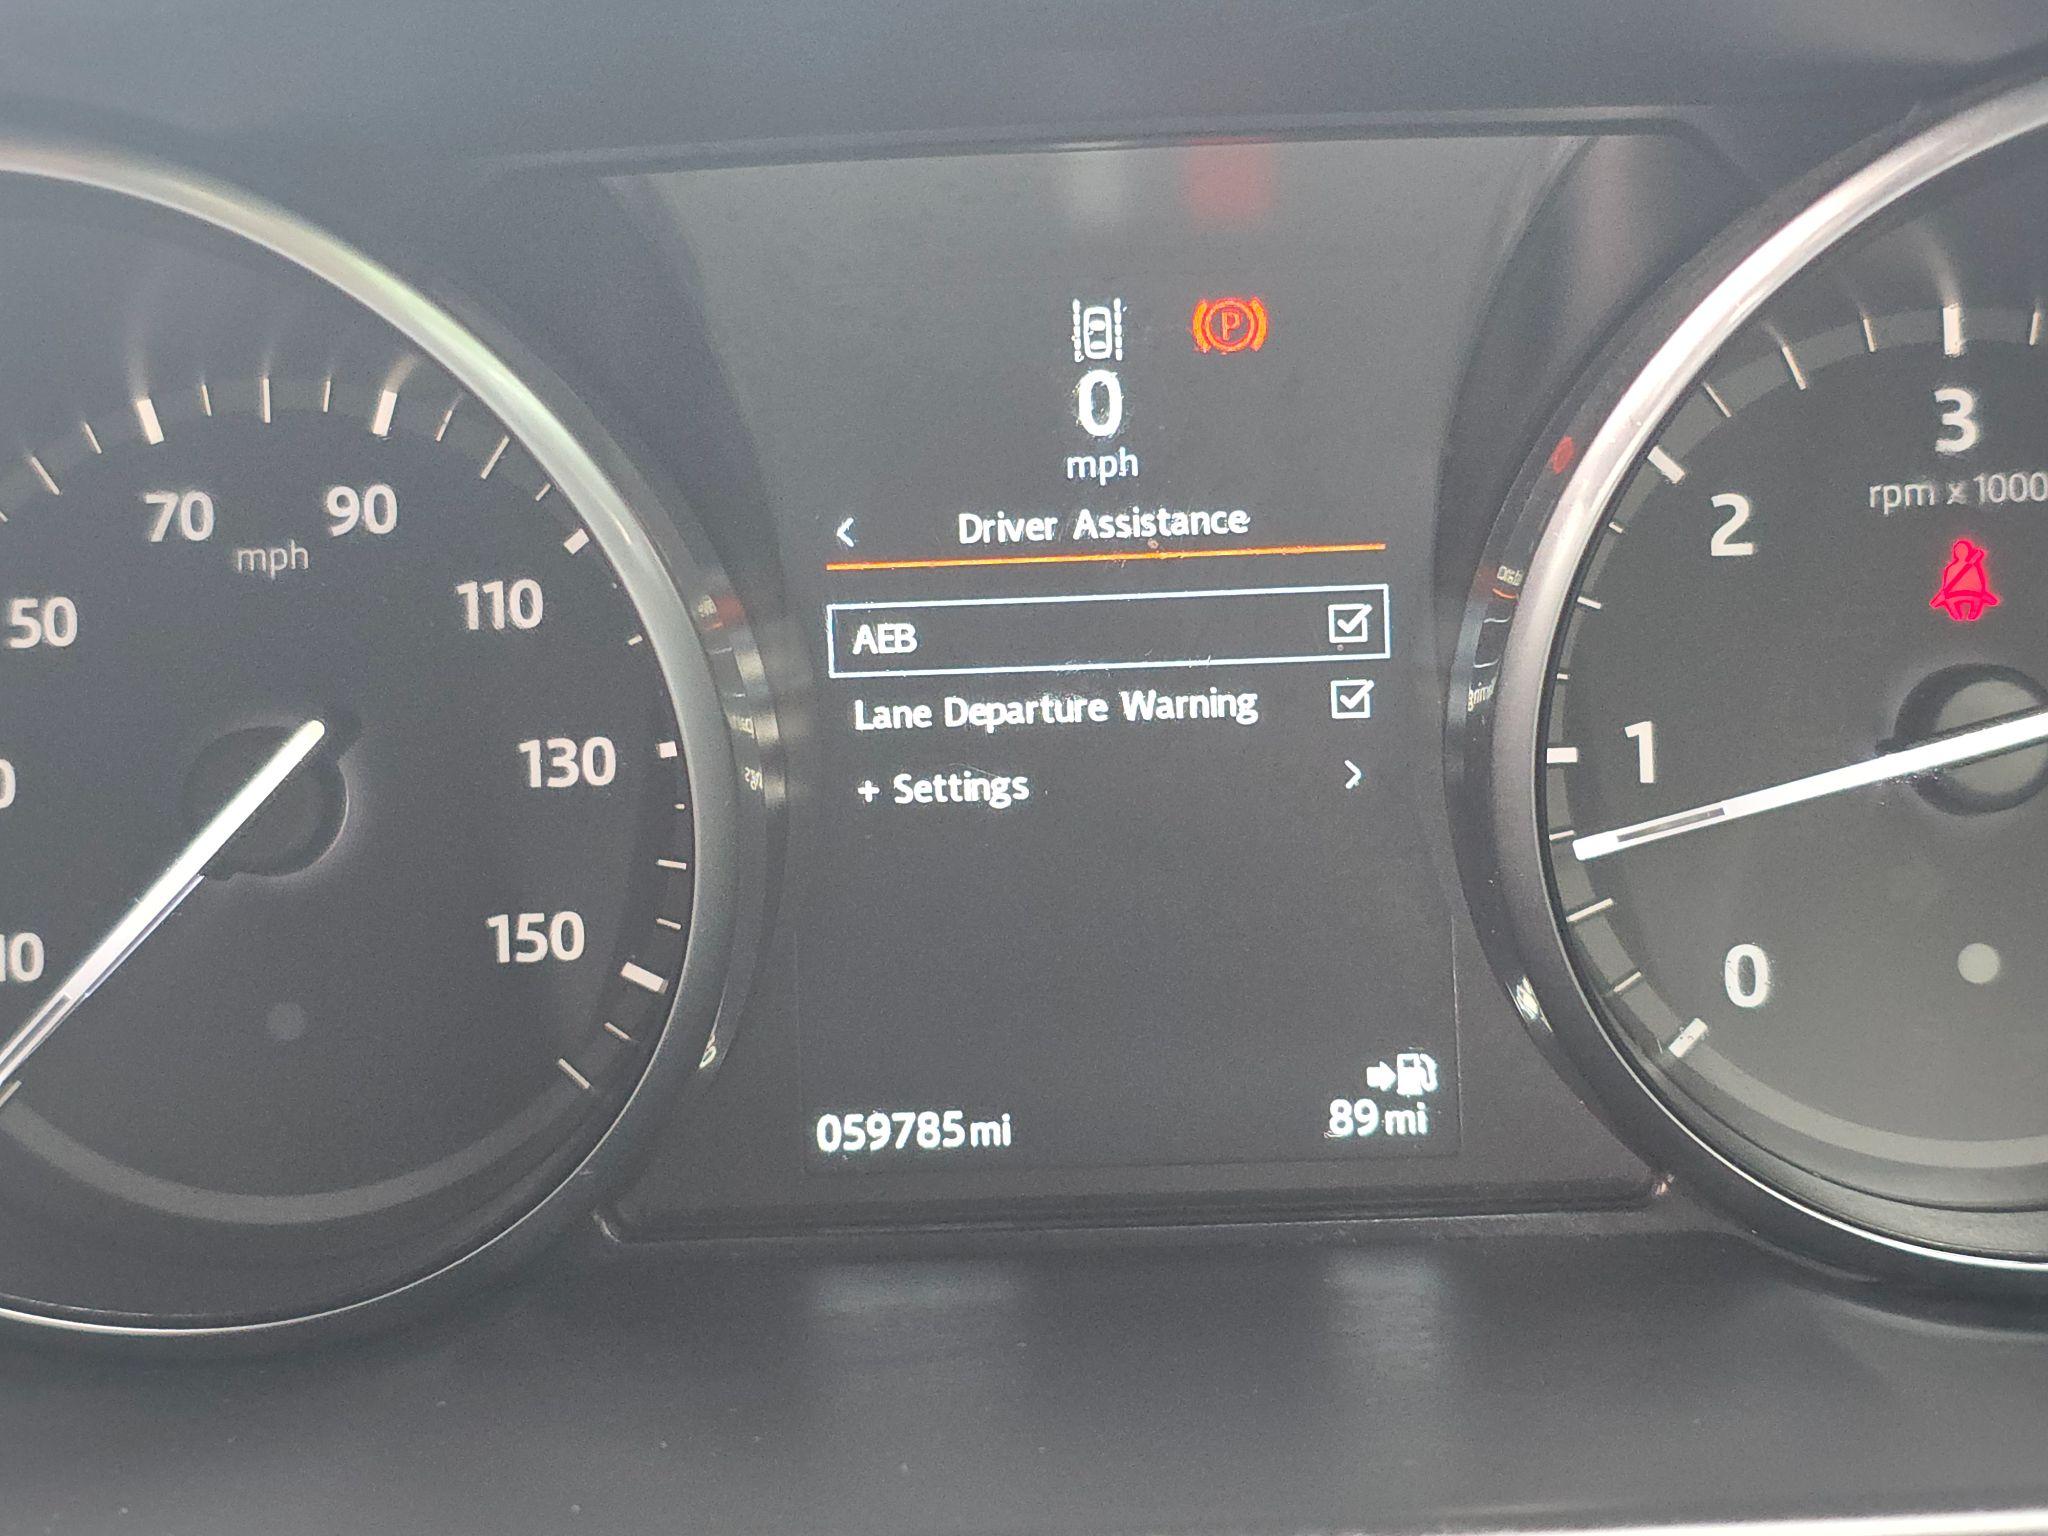 P
0
mph
< Driver Assistance
AEB
Lane Departure Warning
+ Settings >
059785mi
89mi
50
70
90
mph
110
130
150
3
rpm x 1000
2
1
0